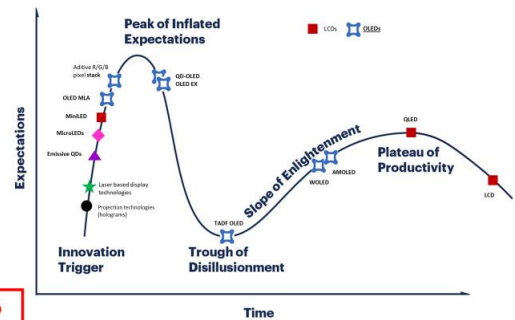 Peak of Inflated
Expectations
LCDs
OLEDs
Aditive R/G/B
pixel stack
QD-OLED
OLED EX
OLED MLA
MiniLED
MicroLEDs
Emissive QDs
Laser based display
technologies
Projection technologies
(holograms)
Expectations
Innovation
Trigger
TADF OLED
Trough of
Disillusionment
Slope of Enlightenment
WOLED
AMOLED
QLED
Plateau of
Productivity
LCD
Time